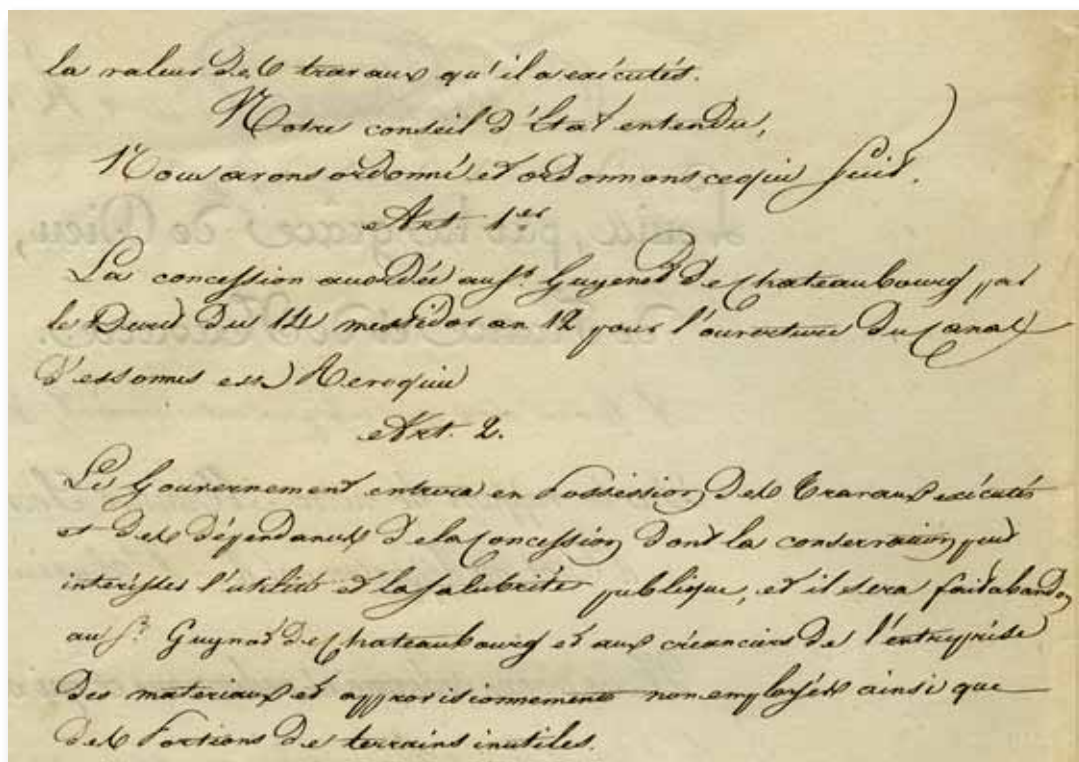 la valeur des travaux qu'il a exécutés.
Notre conseil d'État entendu,
Nous avons ordonné et ordonnons ce qui suit.
Art. 1er
La concession accordée au Sr. Guyenot de Chateaubourg par
le Decret du 14 messidor an 12 pour l'ouverture du Canal
d'essonnes est Revoquée
Art. 2.
Le Gouvernement entrera en Possession des Travaux exécutés
et des dépendances de la Concession dont la conservation peut
intéresser l'utilité et la salubrité publique, et il sera fait abandon
au Sr. Guynot de Chateaubourg et aux créanciers de l'entreprise
des materiaux et approvisionnements non employés ainsi que
des Portions de terrains inutiles.